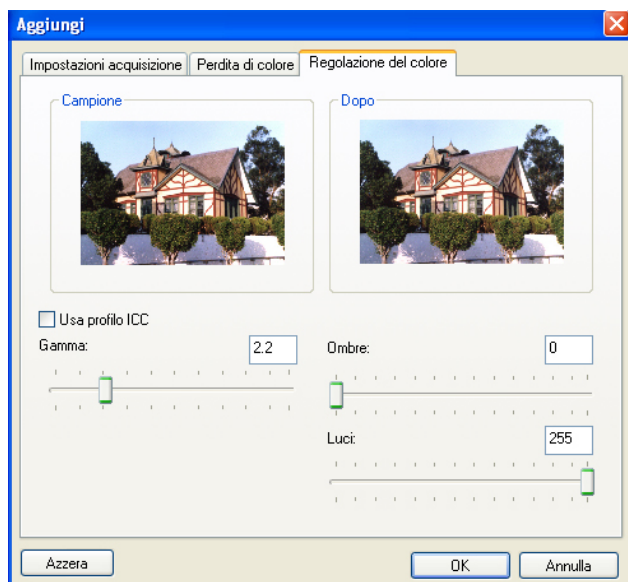 Aggiungi
Impostazioni acquisizione Perdita di colore Regolazione del colore
Campione Dopo
Usa profilo ICC
Gamma: 2.2 Ombre: 0
Luci: 255
Azzera OK Annulla